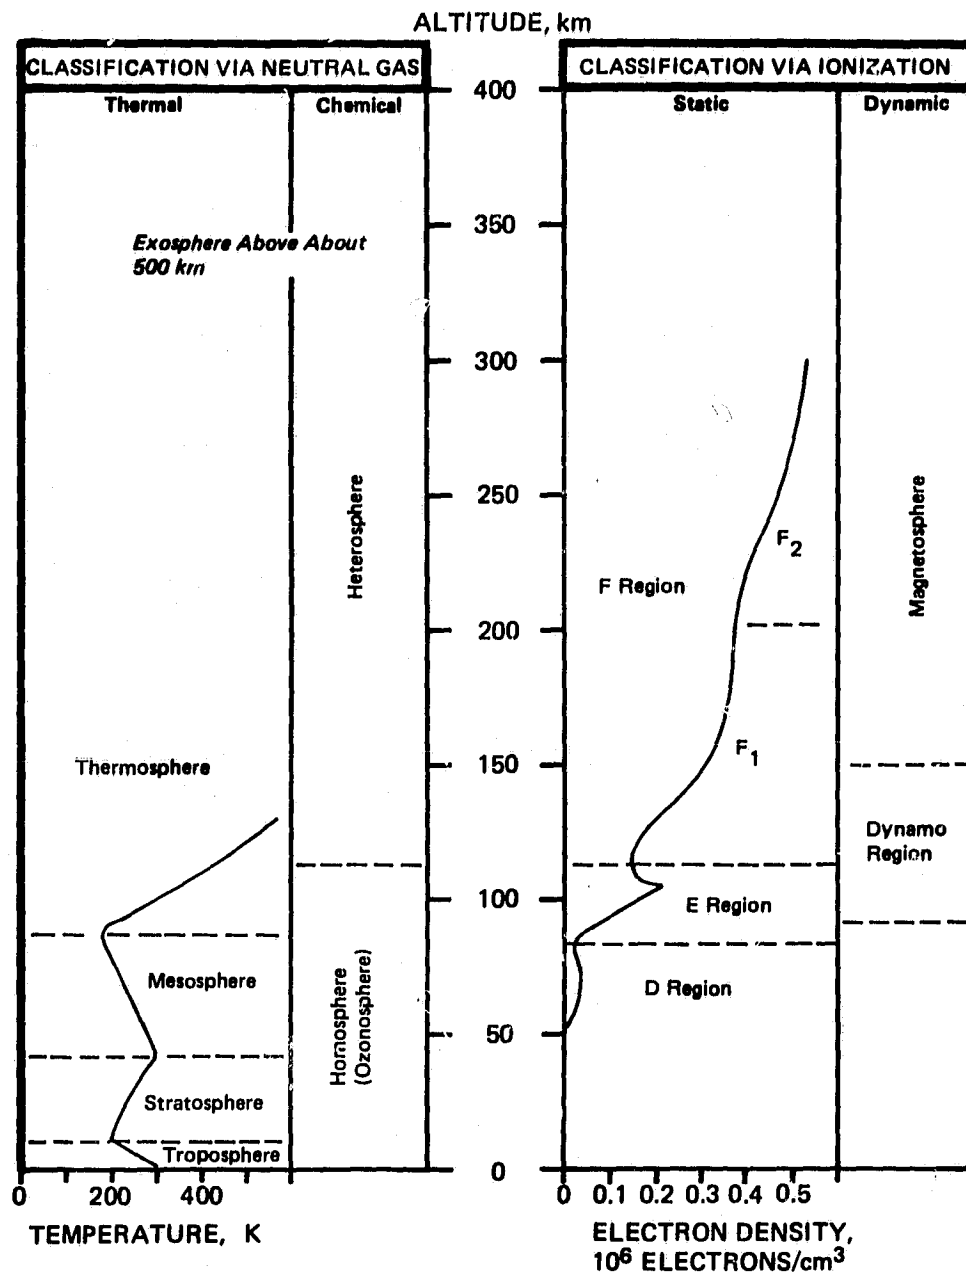 ALTITUDE, km
CLASSIFICATION VIA NEUTRAL GAS
Thermal
Chemical
Exosphere Above About
500 km
Heterosphere
Thermosphere
Mesosphere
Homosphere
(Ozonosphere)
Stratosphere
Troposphere
0
200
400
TEMPERATURE, K
400
350
300
250
200
150
100
50
0
CLASSIFICATION VIA IONIZATION
Static
Dynamic
F2
F Region
Magnetosphere
F1
Dynamo
Region
E Region
D Region
0
0.1
0.2
0.3
0.4
0.5
ELECTRON DENSITY,
10⁶ ELECTRONS/cm³